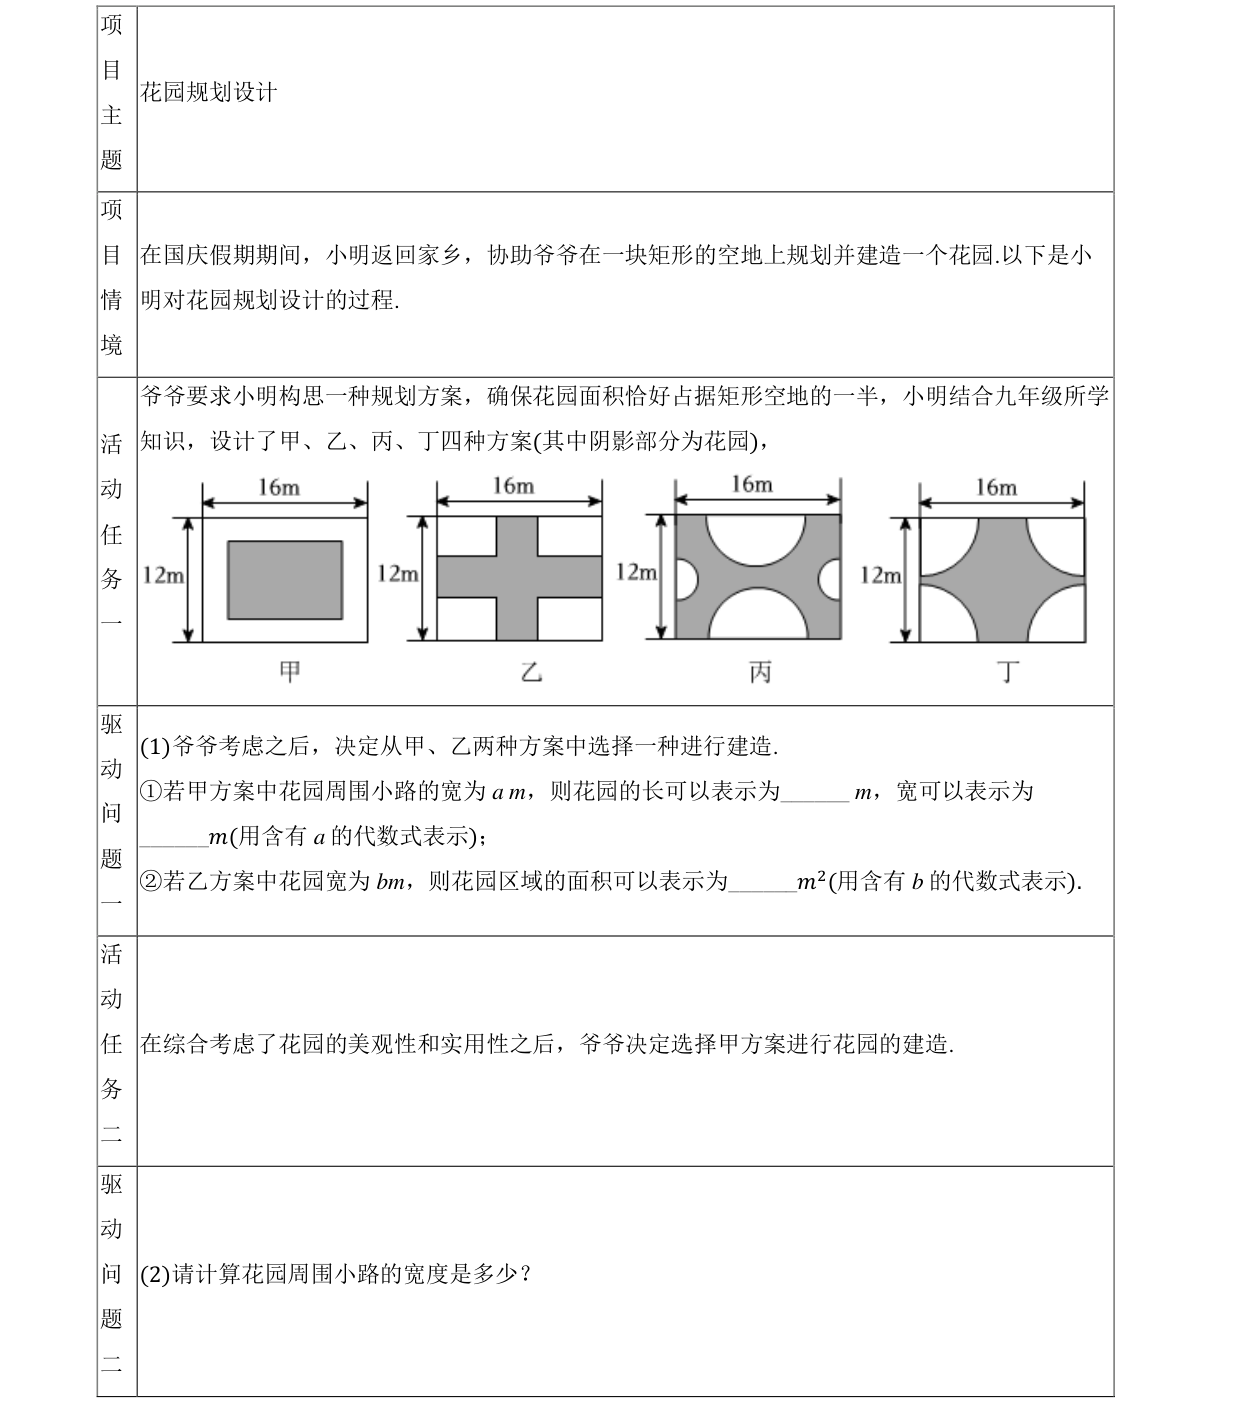 项
目
主
题
花园规划设计
项
目
情
境
在国庆假期期间，小明返回家乡，协助爷爷在一块矩形的空地上规划并建造一个花园.以下是小
明对花园规划设计的过程.
活
动
任
务
一
爷爷要求小明构思一种规划方案，确保花园面积恰好占据矩形空地的一半，小明结合九年级所学
知识，设计了甲、乙、丙、丁四种方案(其中阴影部分为花园)，
16m 16m 16m 16m
12m 12m 12m 12m
甲 乙 丙 丁
驱
动
问
题
一
(1)爷爷考虑之后，决定从甲、乙两种方案中选择一种进行建造.
①若甲方案中花园周围小路的宽为 a m，则花园的长可以表示为______ m，宽可以表示为
______m(用含有 a 的代数式表示)；
②若乙方案中花园宽为 bm，则花园区域的面积可以表示为______m²(用含有 b 的代数式表示).
活
动
任
务
二
在综合考虑了花园的美观性和实用性之后，爷爷决定选择甲方案进行花园的建造.
驱
动
问
题
二
(2)请计算花园周围小路的宽度是多少？